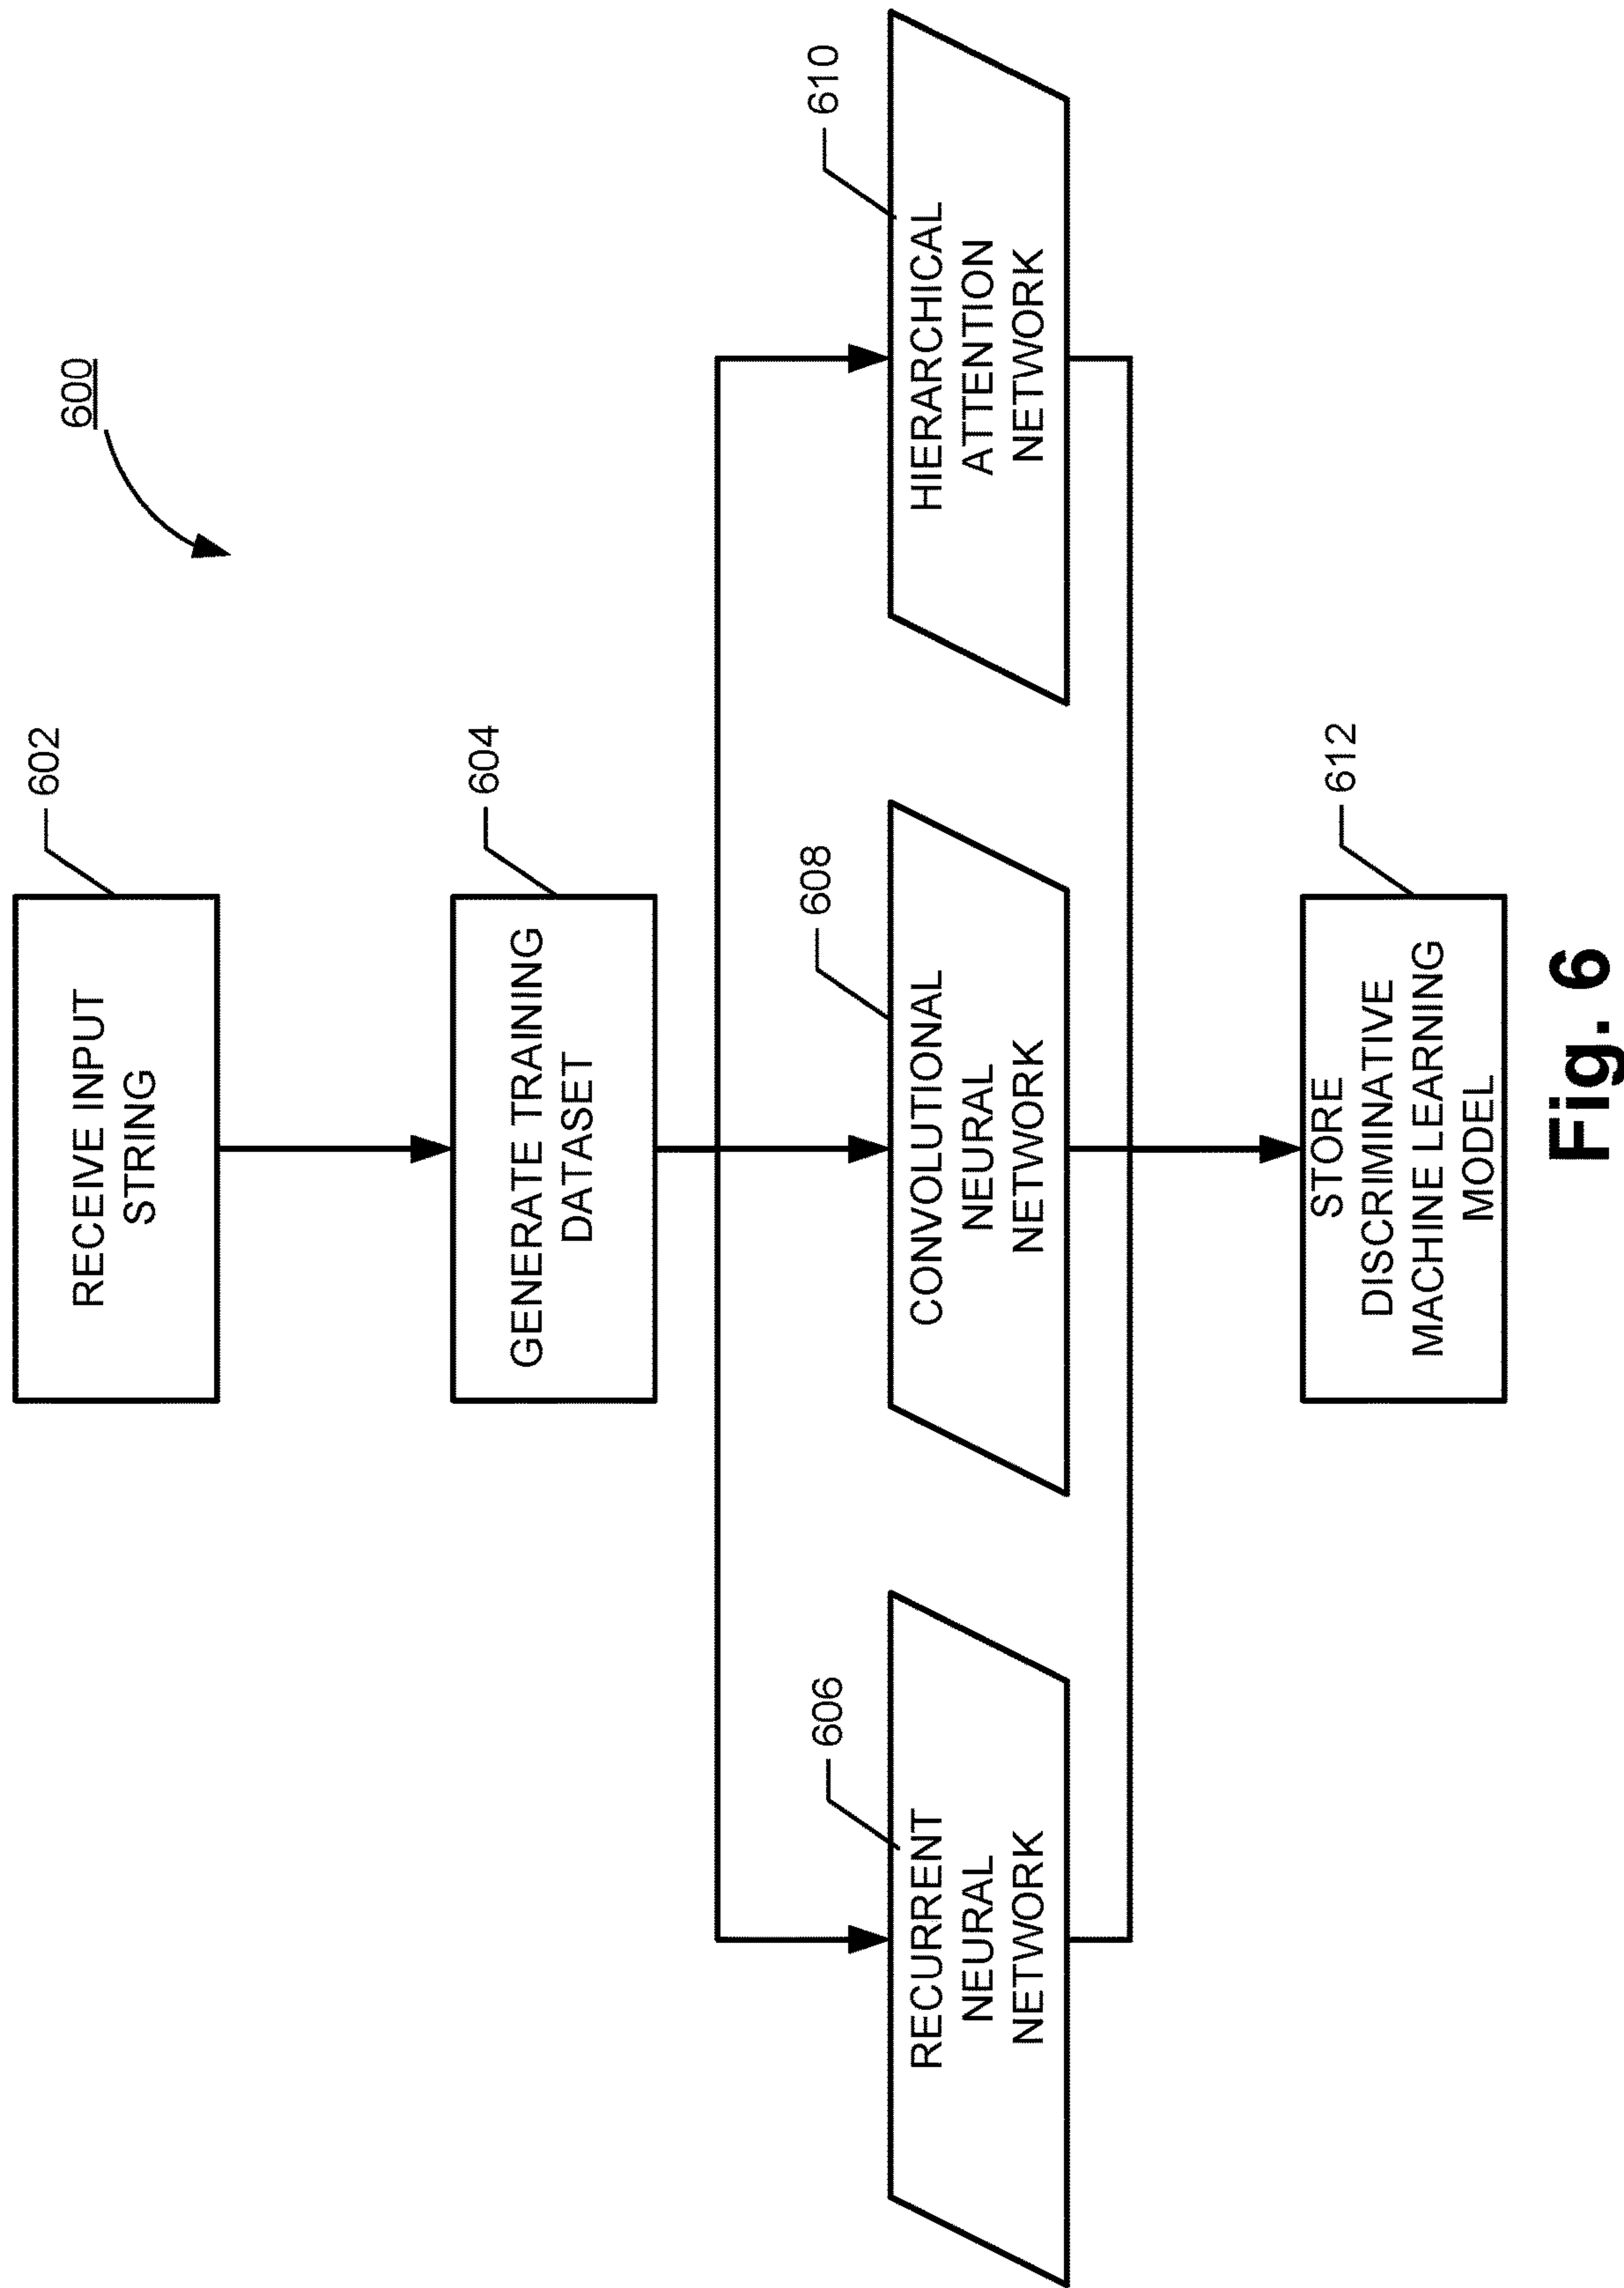 600
602
RECEIVE INPUT
STRING
604
GENERATE TRAINING
DATASET
606
RECURRENT
NEURAL
NETWORK
608
CONVOLUTIONAL
NEURAL
NETWORK
610
HIERARCHICAL
ATTENTION
NETWORK
612
STORE
DISCRIMINATIVE
MACHINE LEARNING
MODEL
Fig. 6